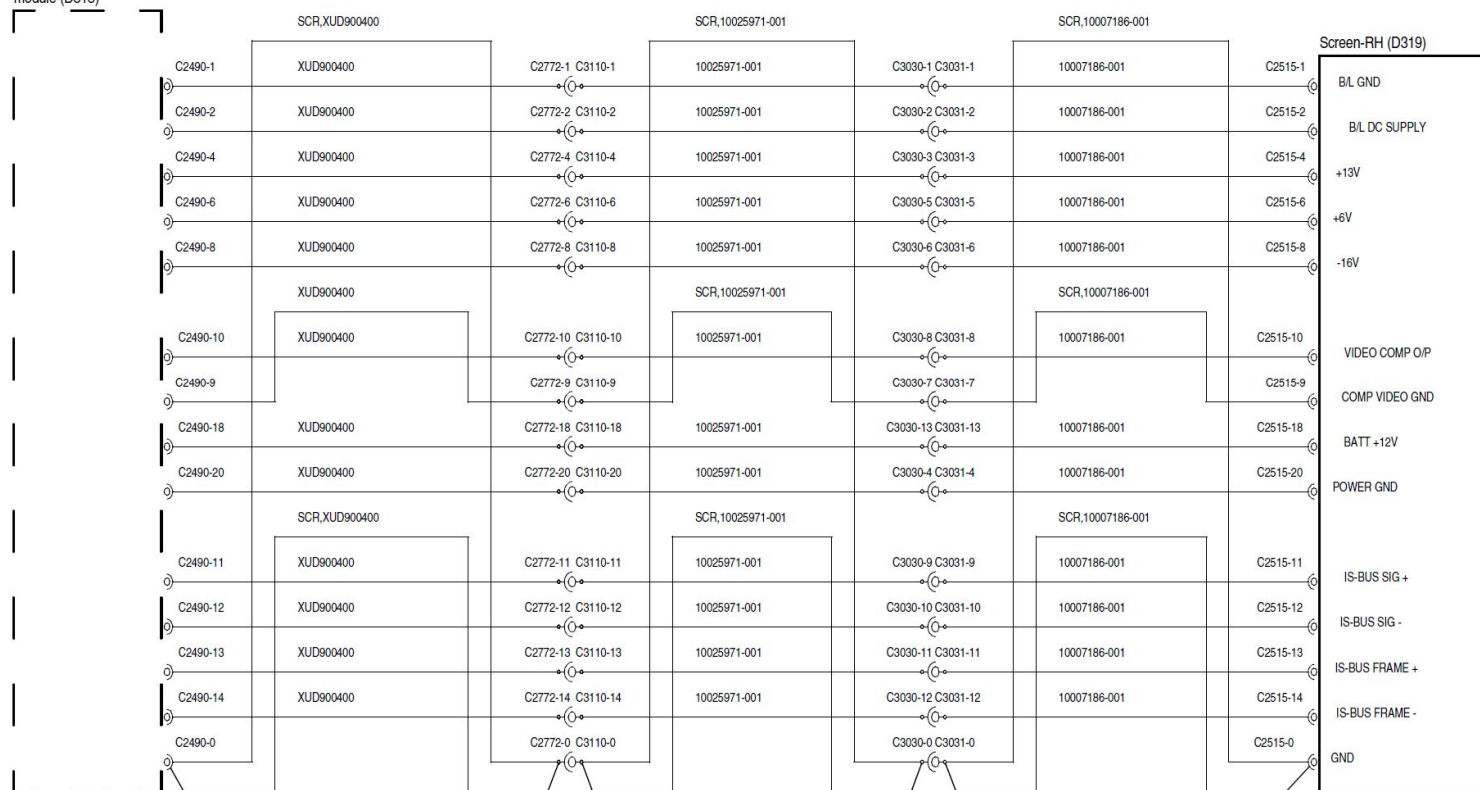 SCR,XUD900400 SCR,10025971-001 SCR,10007186-001
Screen-RH (D319)
C2490-1 XUD900400 C2772-1 C3110-1 10025971-001 C3030-1 C3031-1 10007186-001 C2515-1 B/L GND
C2490-2 XUD900400 C2772-2 C3110-2 10025971-001 C3030-2 C3031-2 10007186-001 C2515-2 B/L DC SUPPLY
C2490-4 XUD900400 C2772-4 C3110-4 10025971-001 C3030-3 C3031-3 10007186-001 C2515-4 +13V
C2490-6 XUD900400 C2772-6 C3110-6 10025971-001 C3030-5 C3031-5 10007186-001 C2515-6 +6V
C2490-8 XUD900400 C2772-8 C3110-8 10025971-001 C3030-6 C3031-6 10007186-001 C2515-8 -16V
XUD900400 SCR,10025971-001 SCR,10007186-001
C2490-10 XUD900400 C2772-10 C3110-10 10025971-001 C3030-8 C3031-8 10007186-001 C2515-10 VIDEO COMP O/P
C2490-9 C2772-9 C3110-9 C3030-7 C3031-7 C2515-9 COMP VIDEO GND
C2490-18 XUD900400 C2772-18 C3110-18 10025971-001 C3030-13 C3031-13 10007186-001 C2515-18 BATT +12V
C2490-20 XUD900400 C2772-20 C3110-20 10025971-001 C3030-4 C3031-4 10007186-001 C2515-20 POWER GND
SCR,XUD900400 SCR,10025971-001 SCR,10007186-001
C2490-11 XUD900400 C2772-11 C3110-11 10025971-001 C3030-9 C3031-9 10007186-001 C2515-11 IS-BUS SIG +
C2490-12 XUD900400 C2772-12 C3110-12 10025971-001 C3030-10 C3031-10 10007186-001 C2515-12 IS-BUS SIG -
C2490-13 XUD900400 C2772-13 C3110-13 10025971-001 C3030-11 C3031-11 10007186-001 C2515-13 IS-BUS FRAME +
C2490-14 XUD900400 C2772-14 C3110-14 10025971-001 C3030-12 C3031-12 10007186-001 C2515-14 IS-BUS FRAME -
C2490-0 C2772-0 C3110-0 C3030-0 C3031-0 C2515-0 GND